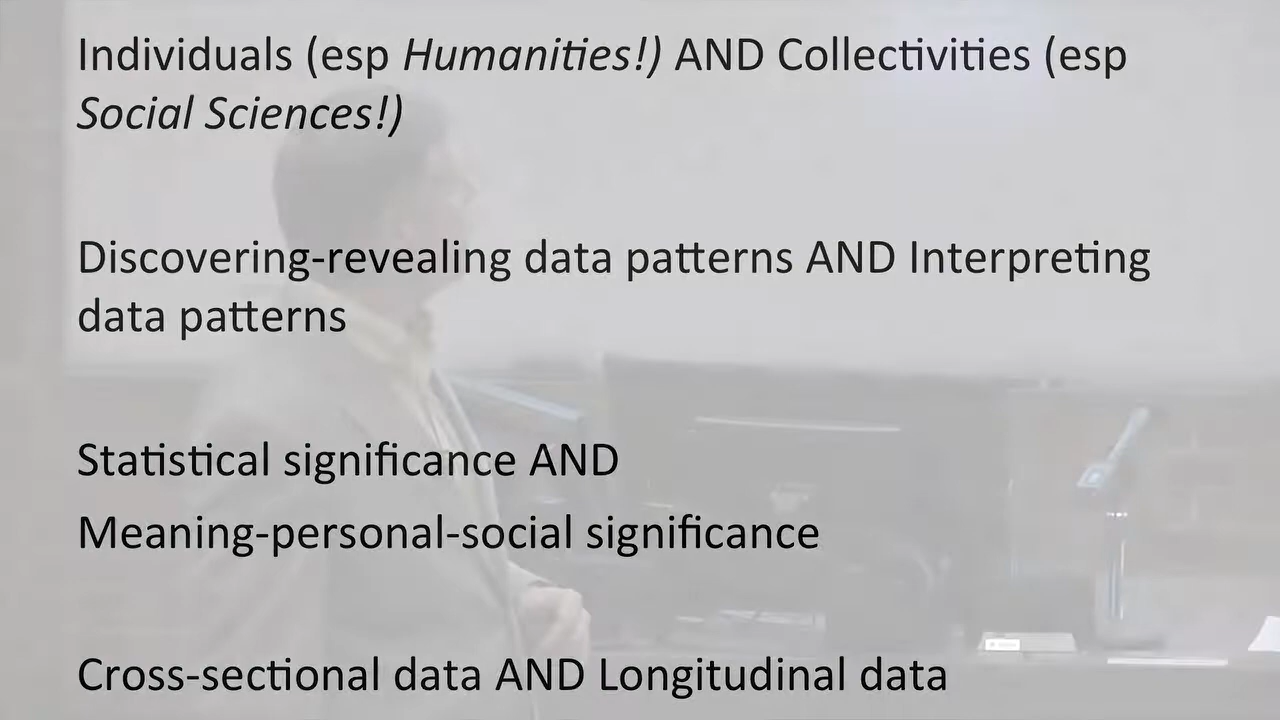 Individuals (esp Humanities!) AND Collectivities (esp
Social Sciences!)
Discovering-revealing data patterns AND Interpreting
data patterns
Statistical significance AND
Meaning-personal-social significance
Cross-sectional data AND Longitudinal data